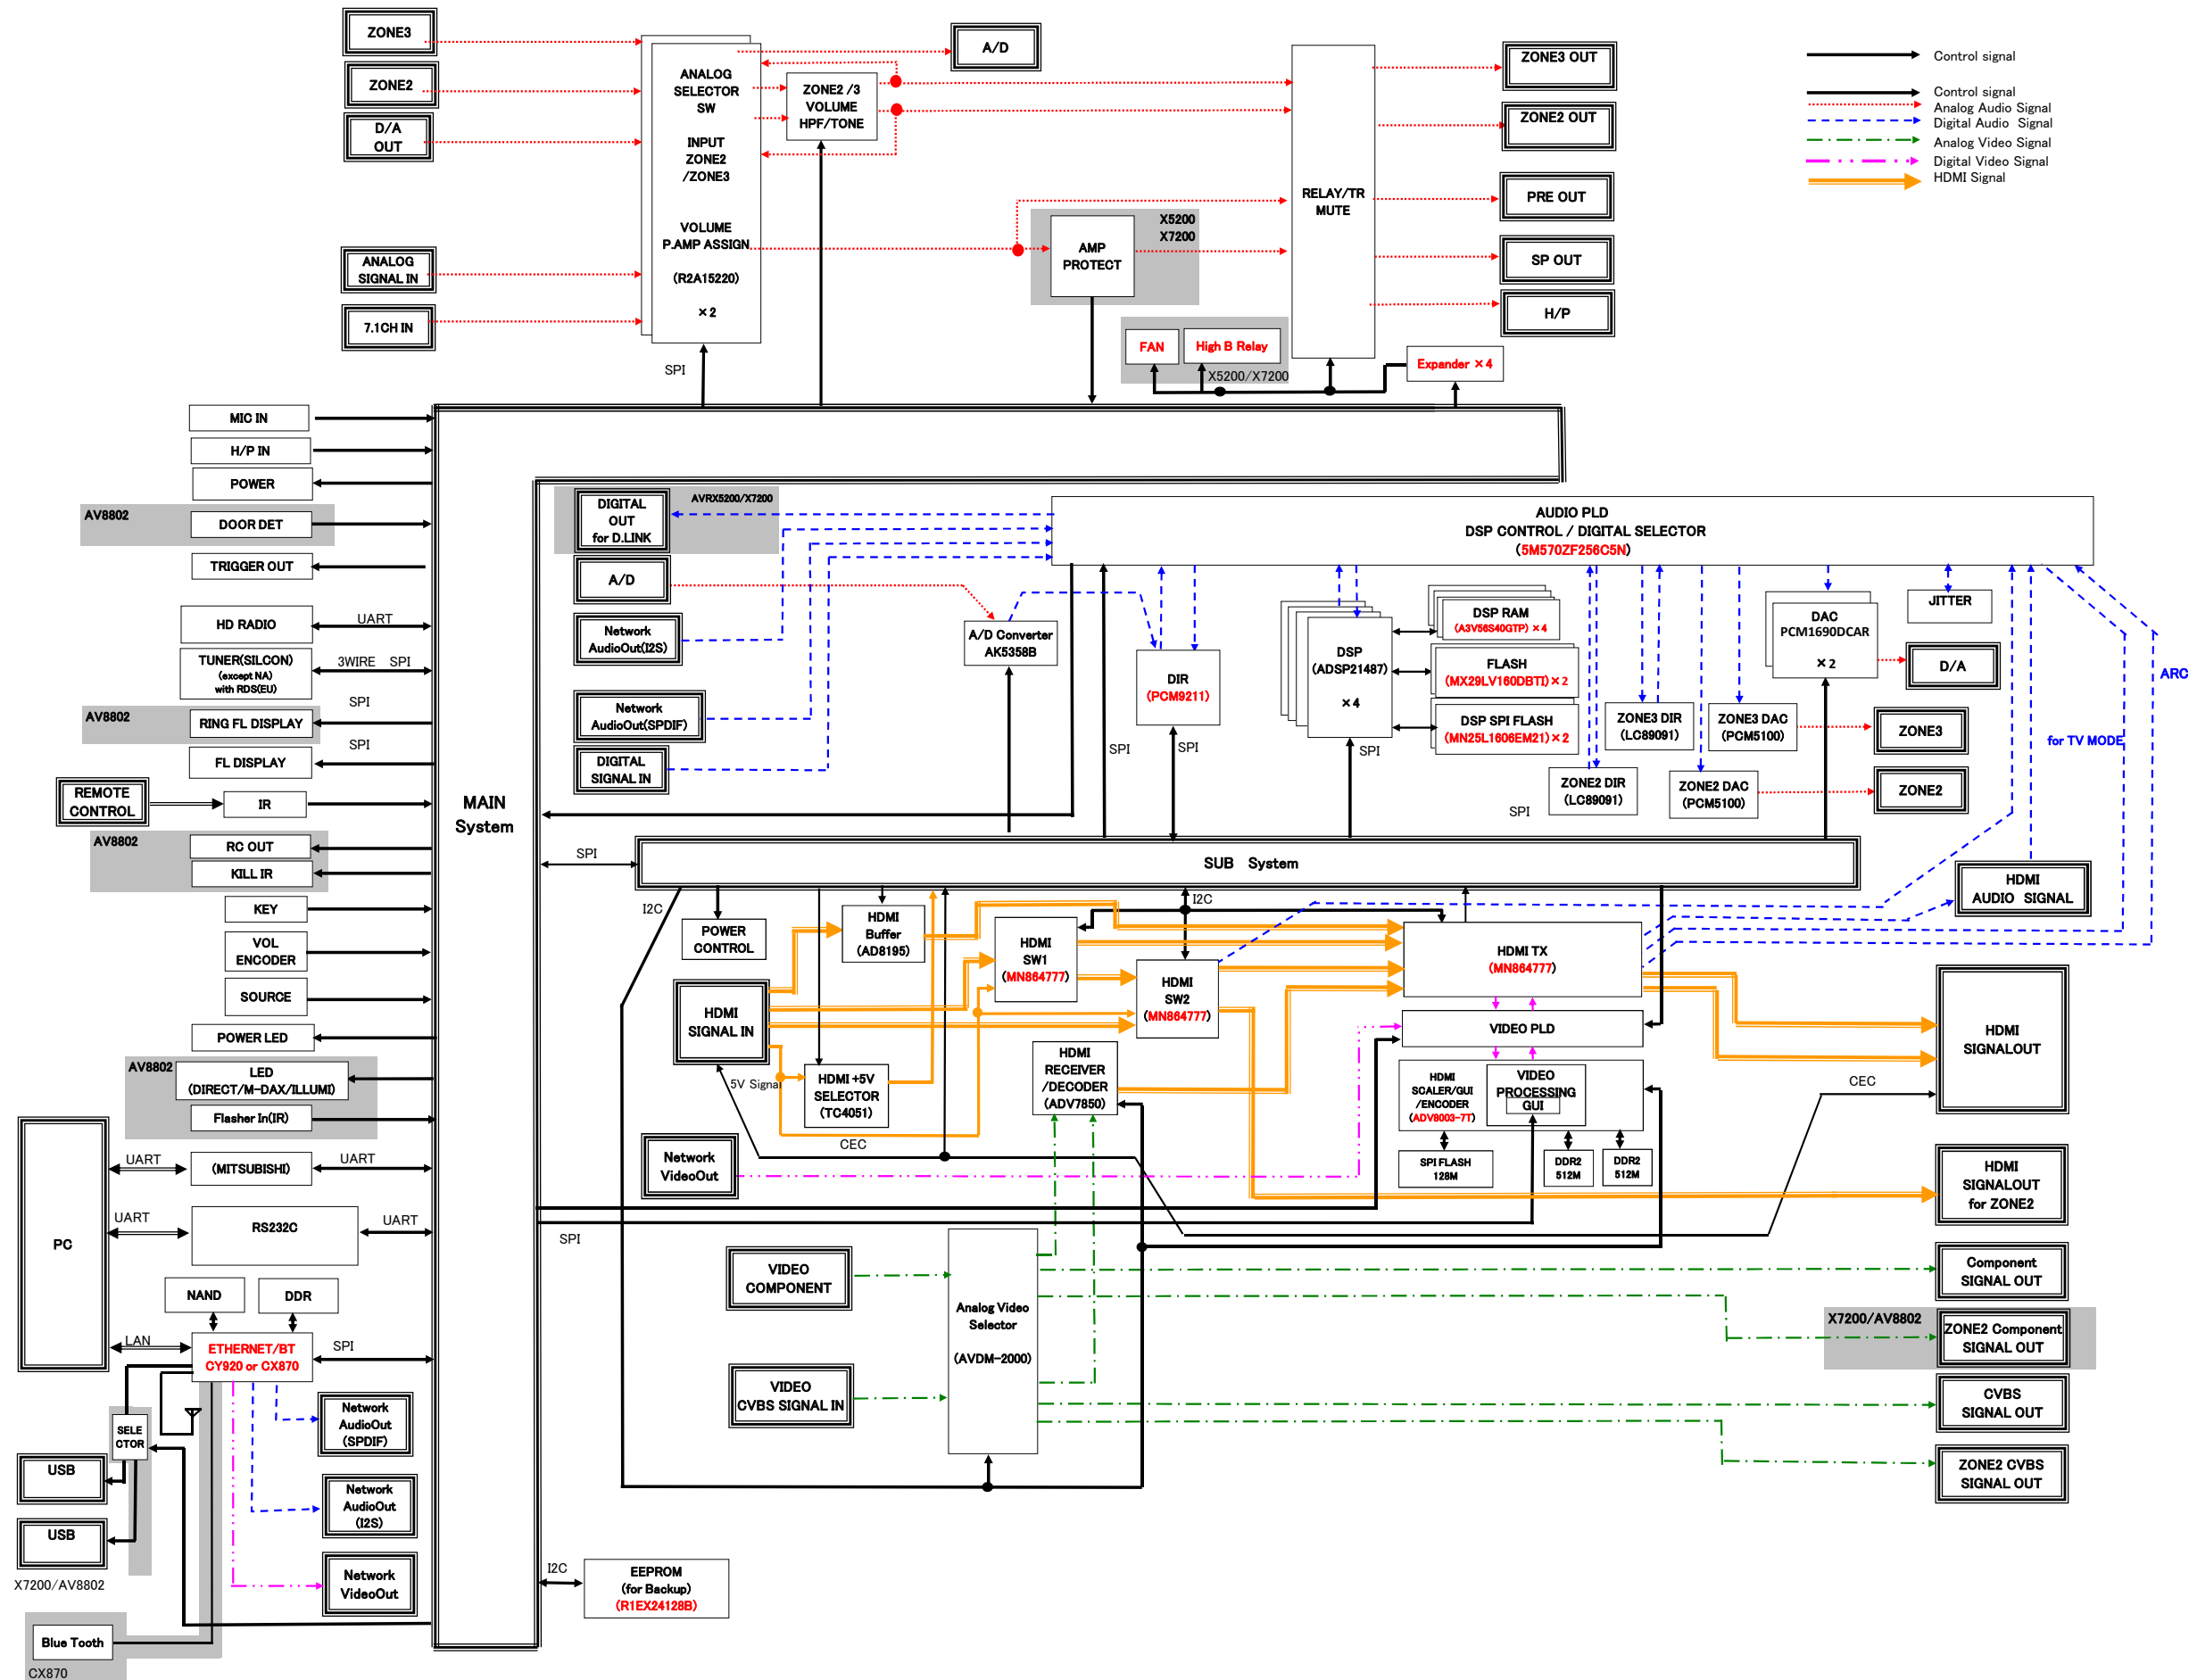 ZONE3
ZONE2
D/A
OUT
ANALOG
SIGNAL IN
7.1CH IN
ANALOG
SELECTOR
SW
INPUT
ZONE2
/ZONE3
VOLUME
P.AMP ASSIGN
(R2A15220)
×2
SPI
ZONE2 /3
VOLUME
HPF/TONE
A/D
AMP
PROTECT
X5200
X7200
FAN
High B Relay
X5200/X7200
RELAY/TR
MUTE
Expander ×4
ZONE3 OUT
ZONE2 OUT
PRE OUT
SP OUT
H/P
Control signal
Control signal
Analog Audio Signal
Digital Audio Signal
Analog Video Signal
Digital Video Signal
HDMI Signal
MIC IN
H/P IN
POWER
AV8802
DOOR DET
TRIGGER OUT
HD RADIO
UART
TUNER(SILCON)
(except NA)
with RDS(EU)
3WIRE SPI
SPI
AV8802
RING FL DISPLAY
SPI
FL DISPLAY
REMOTE
CONTROL
IR
AV8802
RC OUT
KILL IR
KEY
VOL
ENCODER
SOURCE
POWER LED
AV8802
LED
(DIRECT/M-DAX/ILLUMI)
Flasher In(IR)
PC
UART
(MITSUBISHI)
UART
UART
RS232C
UART
NAND
DDR
LAN
ETHERNET/BT
CY920 or CX870
SPI
SELE
CTOR
USB
USB
X7200/AV8802
Blue Tooth
CX870
Network
AudioOut
(SPDIF)
Network
AudioOut
(I2S)
Network
VideoOut
MAIN
System
DIGITAL
OUT
for D.LINK
AVRX5200/X7200
A/D
Network
AudioOut(I2S)
Network
AudioOut(SPDIF)
DIGITAL
SIGNAL IN
AUDIO PLD
DSP CONTROL / DIGITAL SELECTOR
(5M570ZF256C5N)
A/D Converter
AK5358B
SPI
DIR
(PCM9211)
SPI
DSP
(ADSP21487)
×4
SPI
DSP RAM
(A3V56S40GTP) ×4
FLASH
(MX29LV160DBTI)×2
DSP SPI FLASH
(MN25L1606EM21)×2
ZONE3 DIR
(LC89091)
ZONE2 DIR
(LC89091)
SPI
ZONE3 DAC
(PCM5100)
ZONE2 DAC
(PCM5100)
DAC
PCM1690DCAR
×2
JITTER
D/A
ZONE3
ZONE2
ARC
for TV MODE
SPI
SUB System
HDMI
AUDIO SIGNAL
I2C
POWER
CONTROL
HDMI
Buffer
(AD8195)
HDMI
SW1
(MN864777)
I2C
HDMI
SW2
(MN864777)
HDMI TX
(MN864777)
HDMI
SIGNAL IN
5V Signal
HDMI +5V
SELECTOR
(TC4051)
CEC
HDMI
RECEIVER
/DECODER
(ADV7850)
VIDEO PLD
HDMI
SCALER/GUI
/ENCODER
(ADV8003-7T)
VIDEO
PROCESSING
GUI
SPI FLASH
128M
DDR2
512M
DDR2
512M
HDMI
SIGNALOUT
CEC
Network
VideoOut
HDMI
SIGNALOUT
for ZONE2
SPI
VIDEO
COMPONENT
VIDEO
CVBS SIGNAL IN
Analog Video
Selector
(AVDM-2000)
Component
SIGNAL OUT
X7200/AV8802
ZONE2 Component
SIGNAL OUT
CVBS
SIGNAL OUT
ZONE2 CVBS
SIGNAL OUT
I2C
EEPROM
(for Backup)
(R1EX24128B)